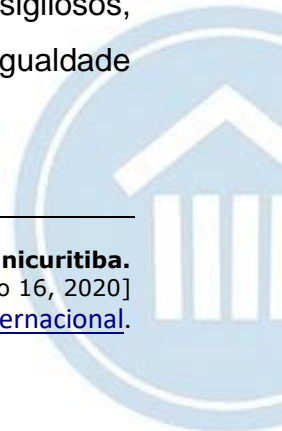 sigilosos,
gualdade
nicuritiba.
o 16, 2020]
ernacional.